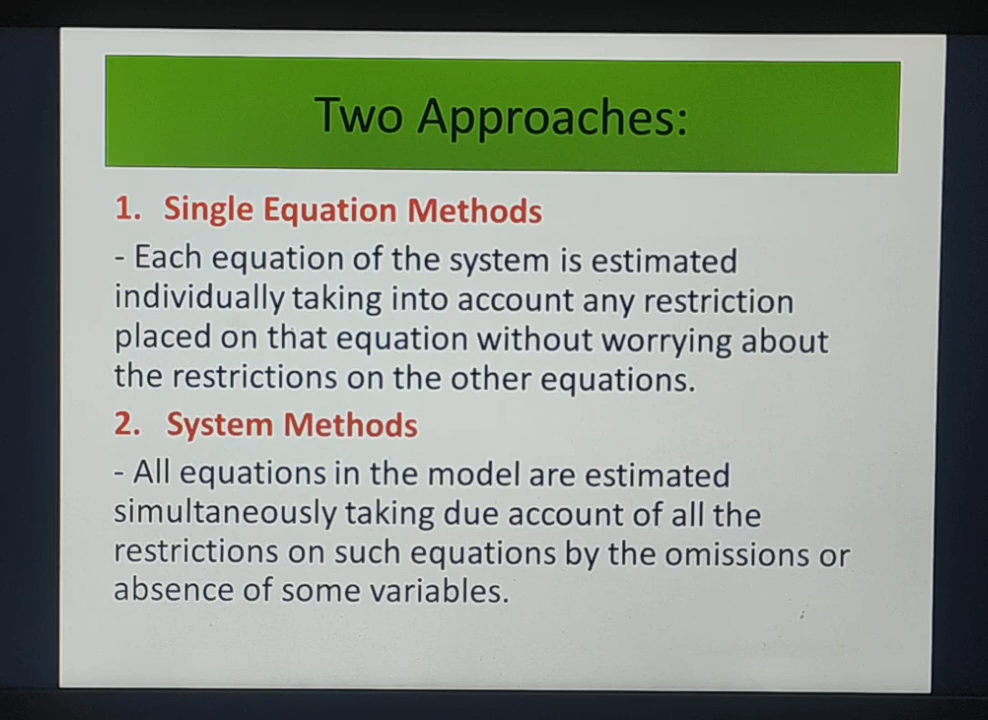 Two Approaches:
1. Single Equation Methods
- Each equation of the system is estimated
individually taking into account any restriction
placed on that equation without worrying about
the restrictions on the other equations.
2. System Methods
- All equations in the model are estimated
simultaneously taking due account of all the
restrictions on such equations by the omissions or
absence of some variables.